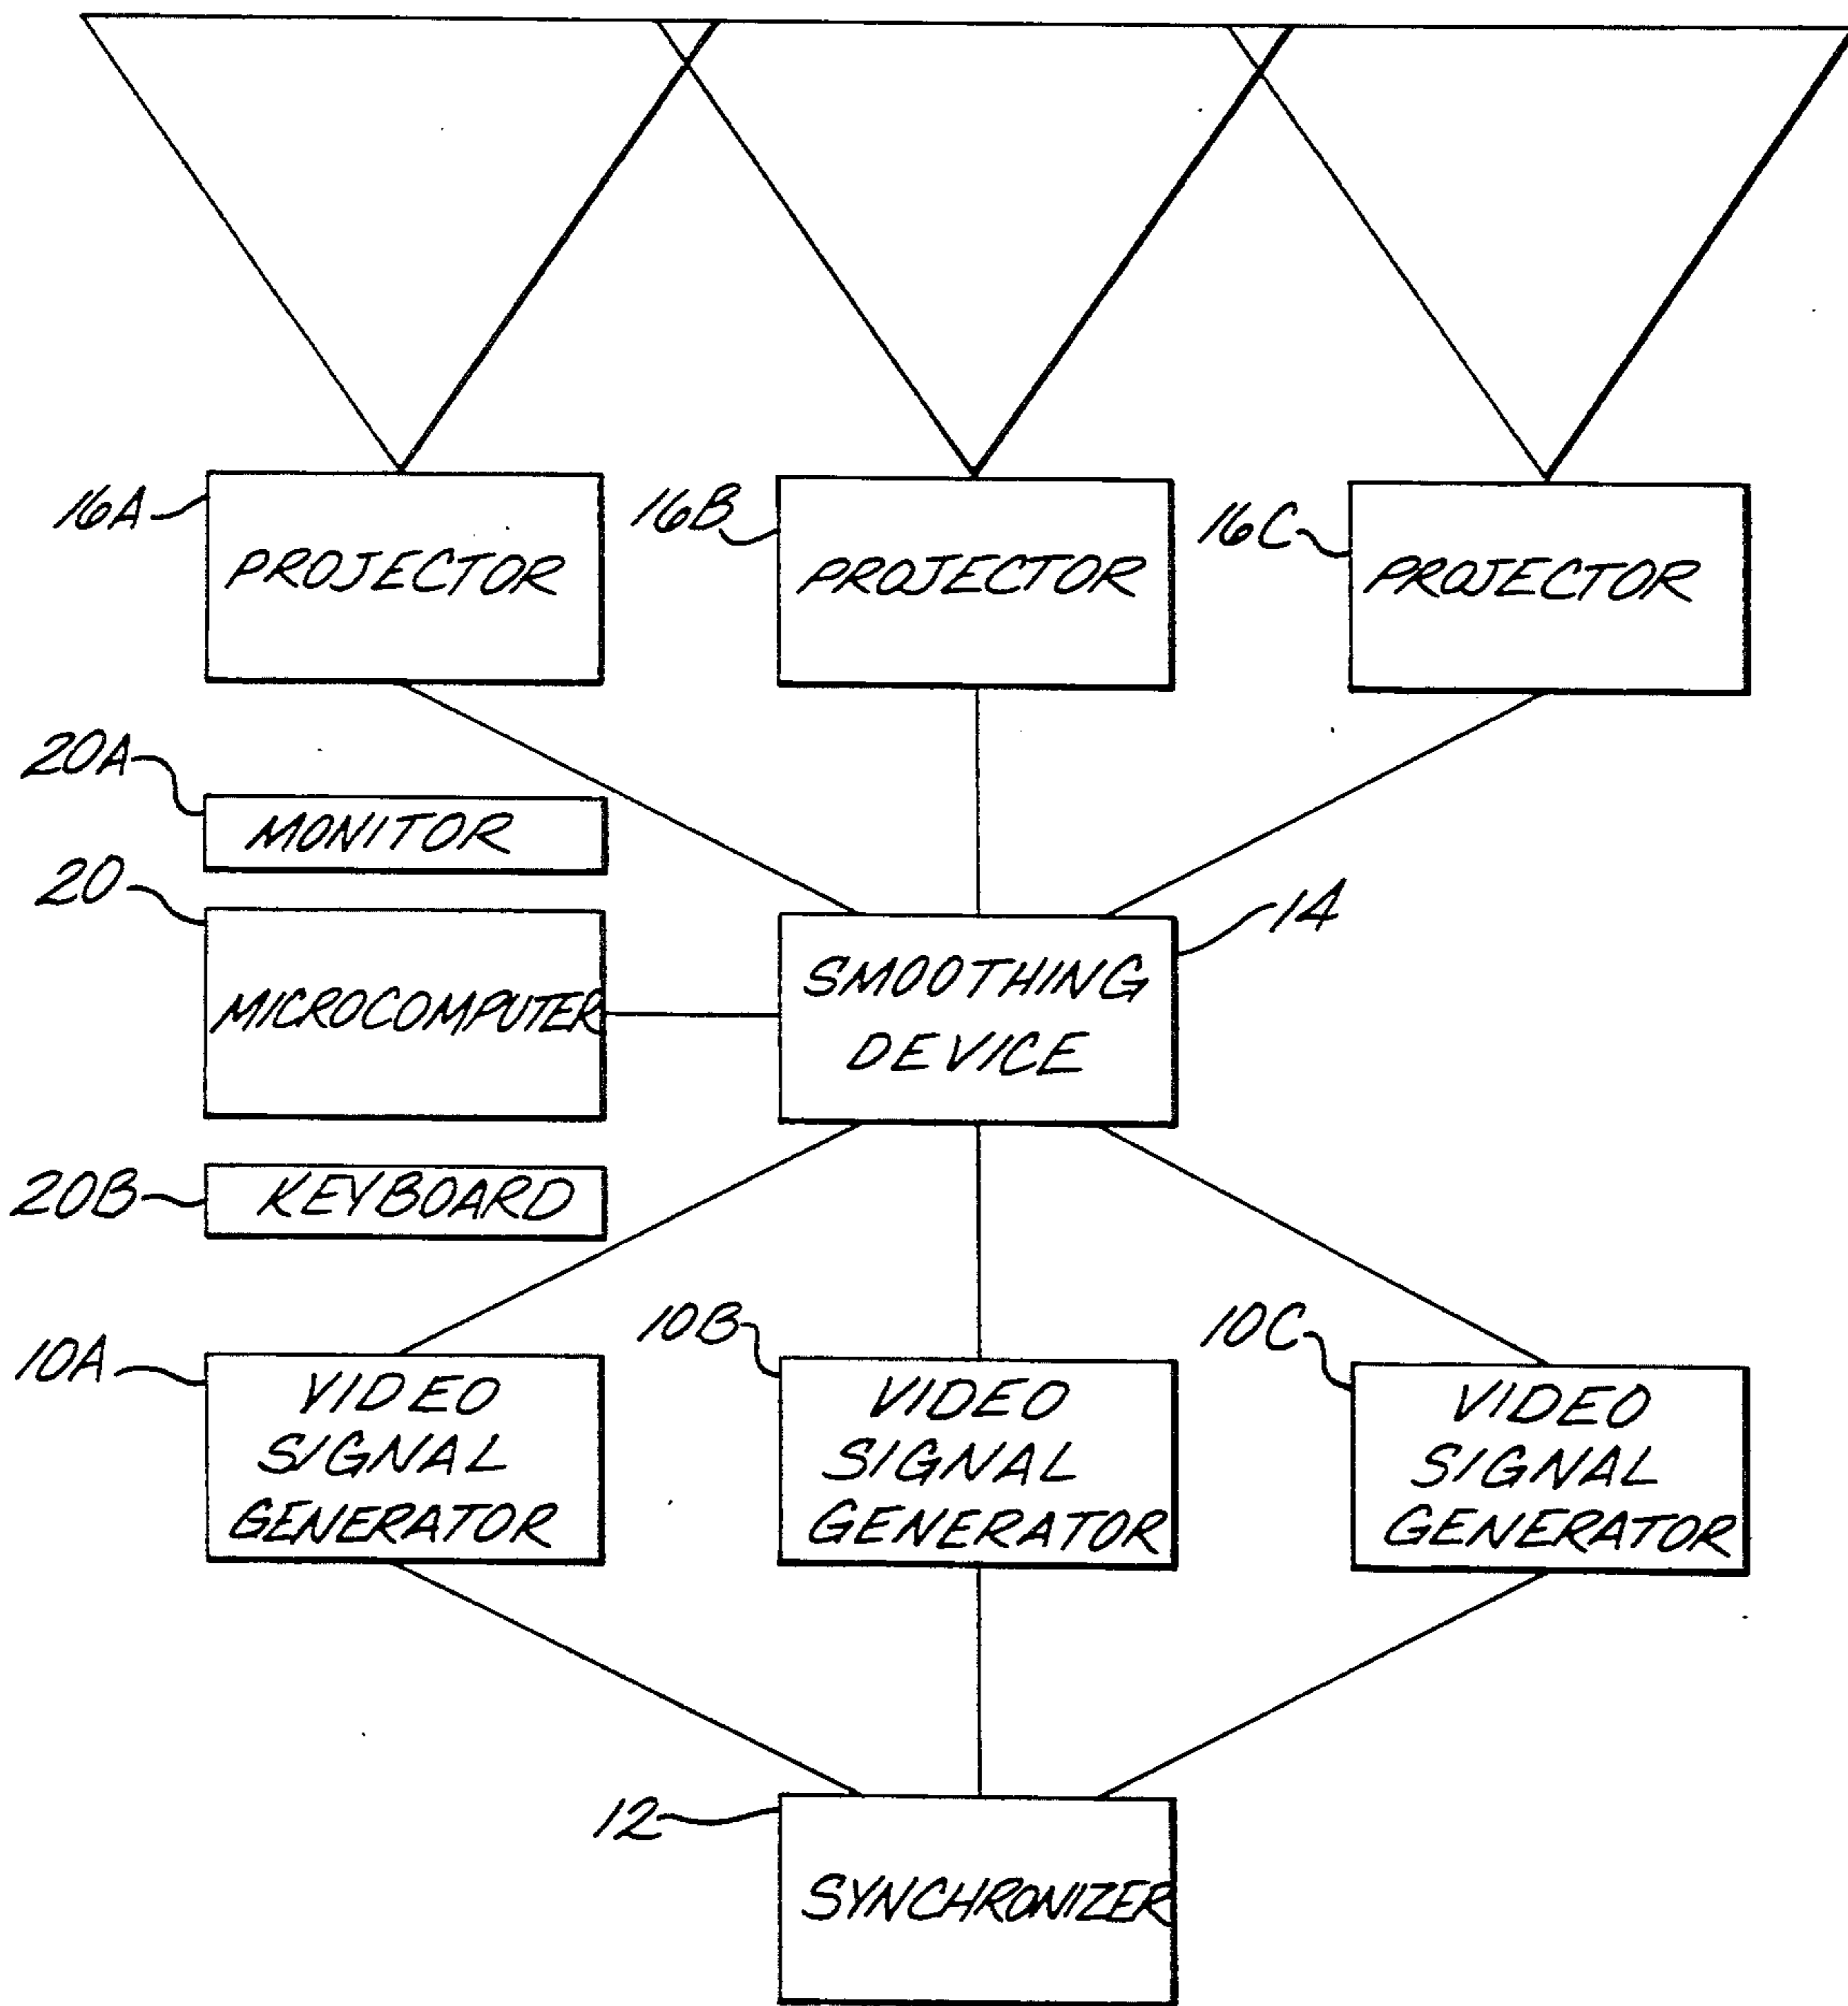 16A
PROJECTOR
16B
PROJECTOR
16C
PROJECTOR
20A
MONITOR
20
MICROCOMPUTER
14
SMOOTHING
DEVICE
20B
KEYBOARD
10A
VIDEO
SIGNAL
GENERATOR
10B
VIDEO
SIGNAL
GENERATOR
10C
VIDEO
SIGNAL
GENERATOR
12
SYNCHRONIZER